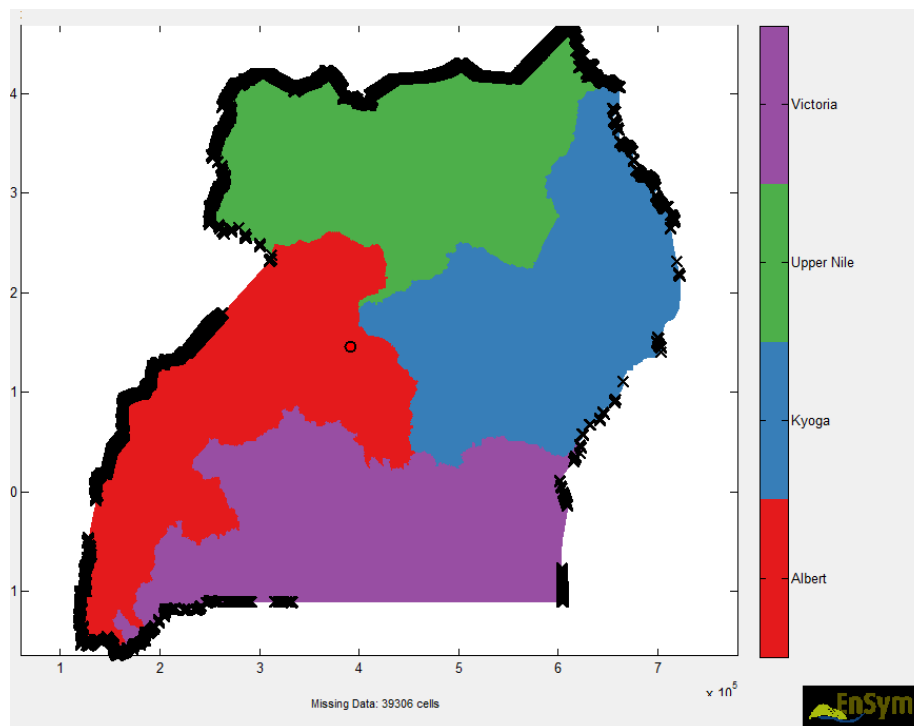 4
3
2
1
0
1
1 2 3 4 5 6 7
x 10^5
Missing Data: 39306 cells
Victoria
Upper Nile
Kyoga
Albert
EnSym